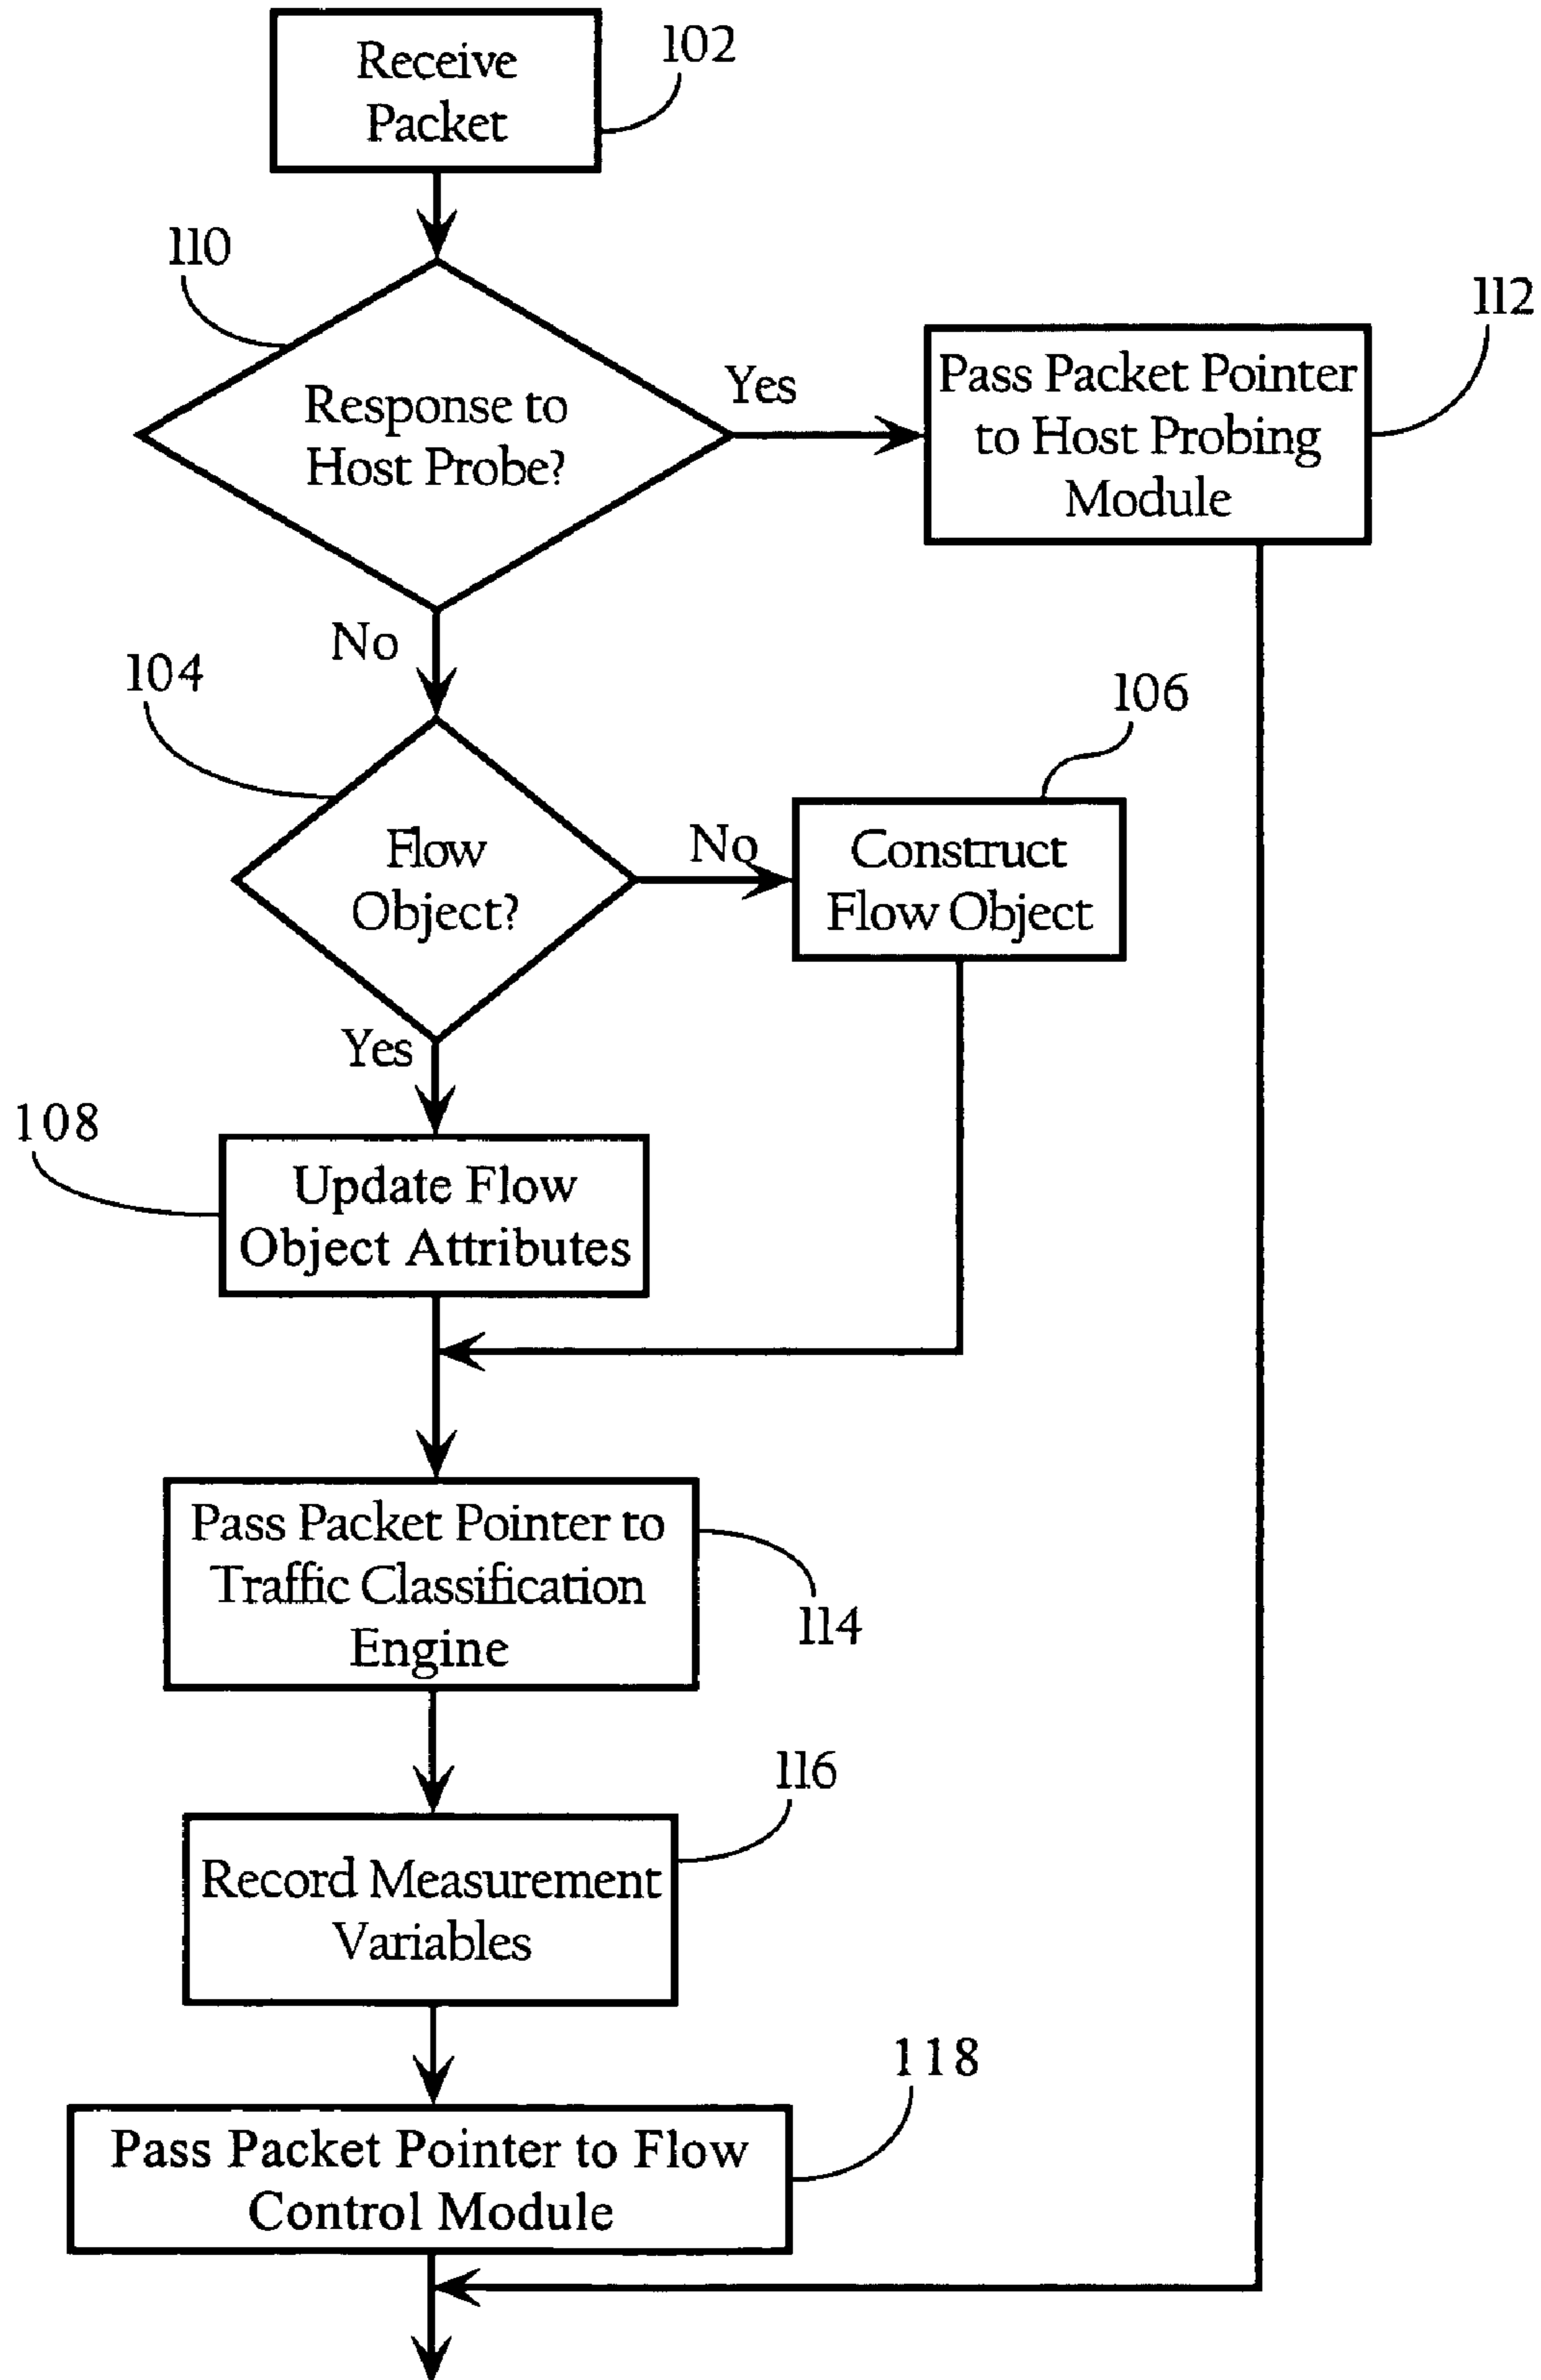 Receive
Packet
102
110
Response to
Host Probe?
Yes
112
Pass Packet Pointer
to Host Probing
Module
No
104
Flow
Object?
No
106
Construct
Flow Object
Yes
108
Update Flow
Object Attributes
Pass Packet Pointer to
Traffic Classification
Engine
114
116
Record Measurement
Variables
118
Pass Packet Pointer to Flow
Control Module